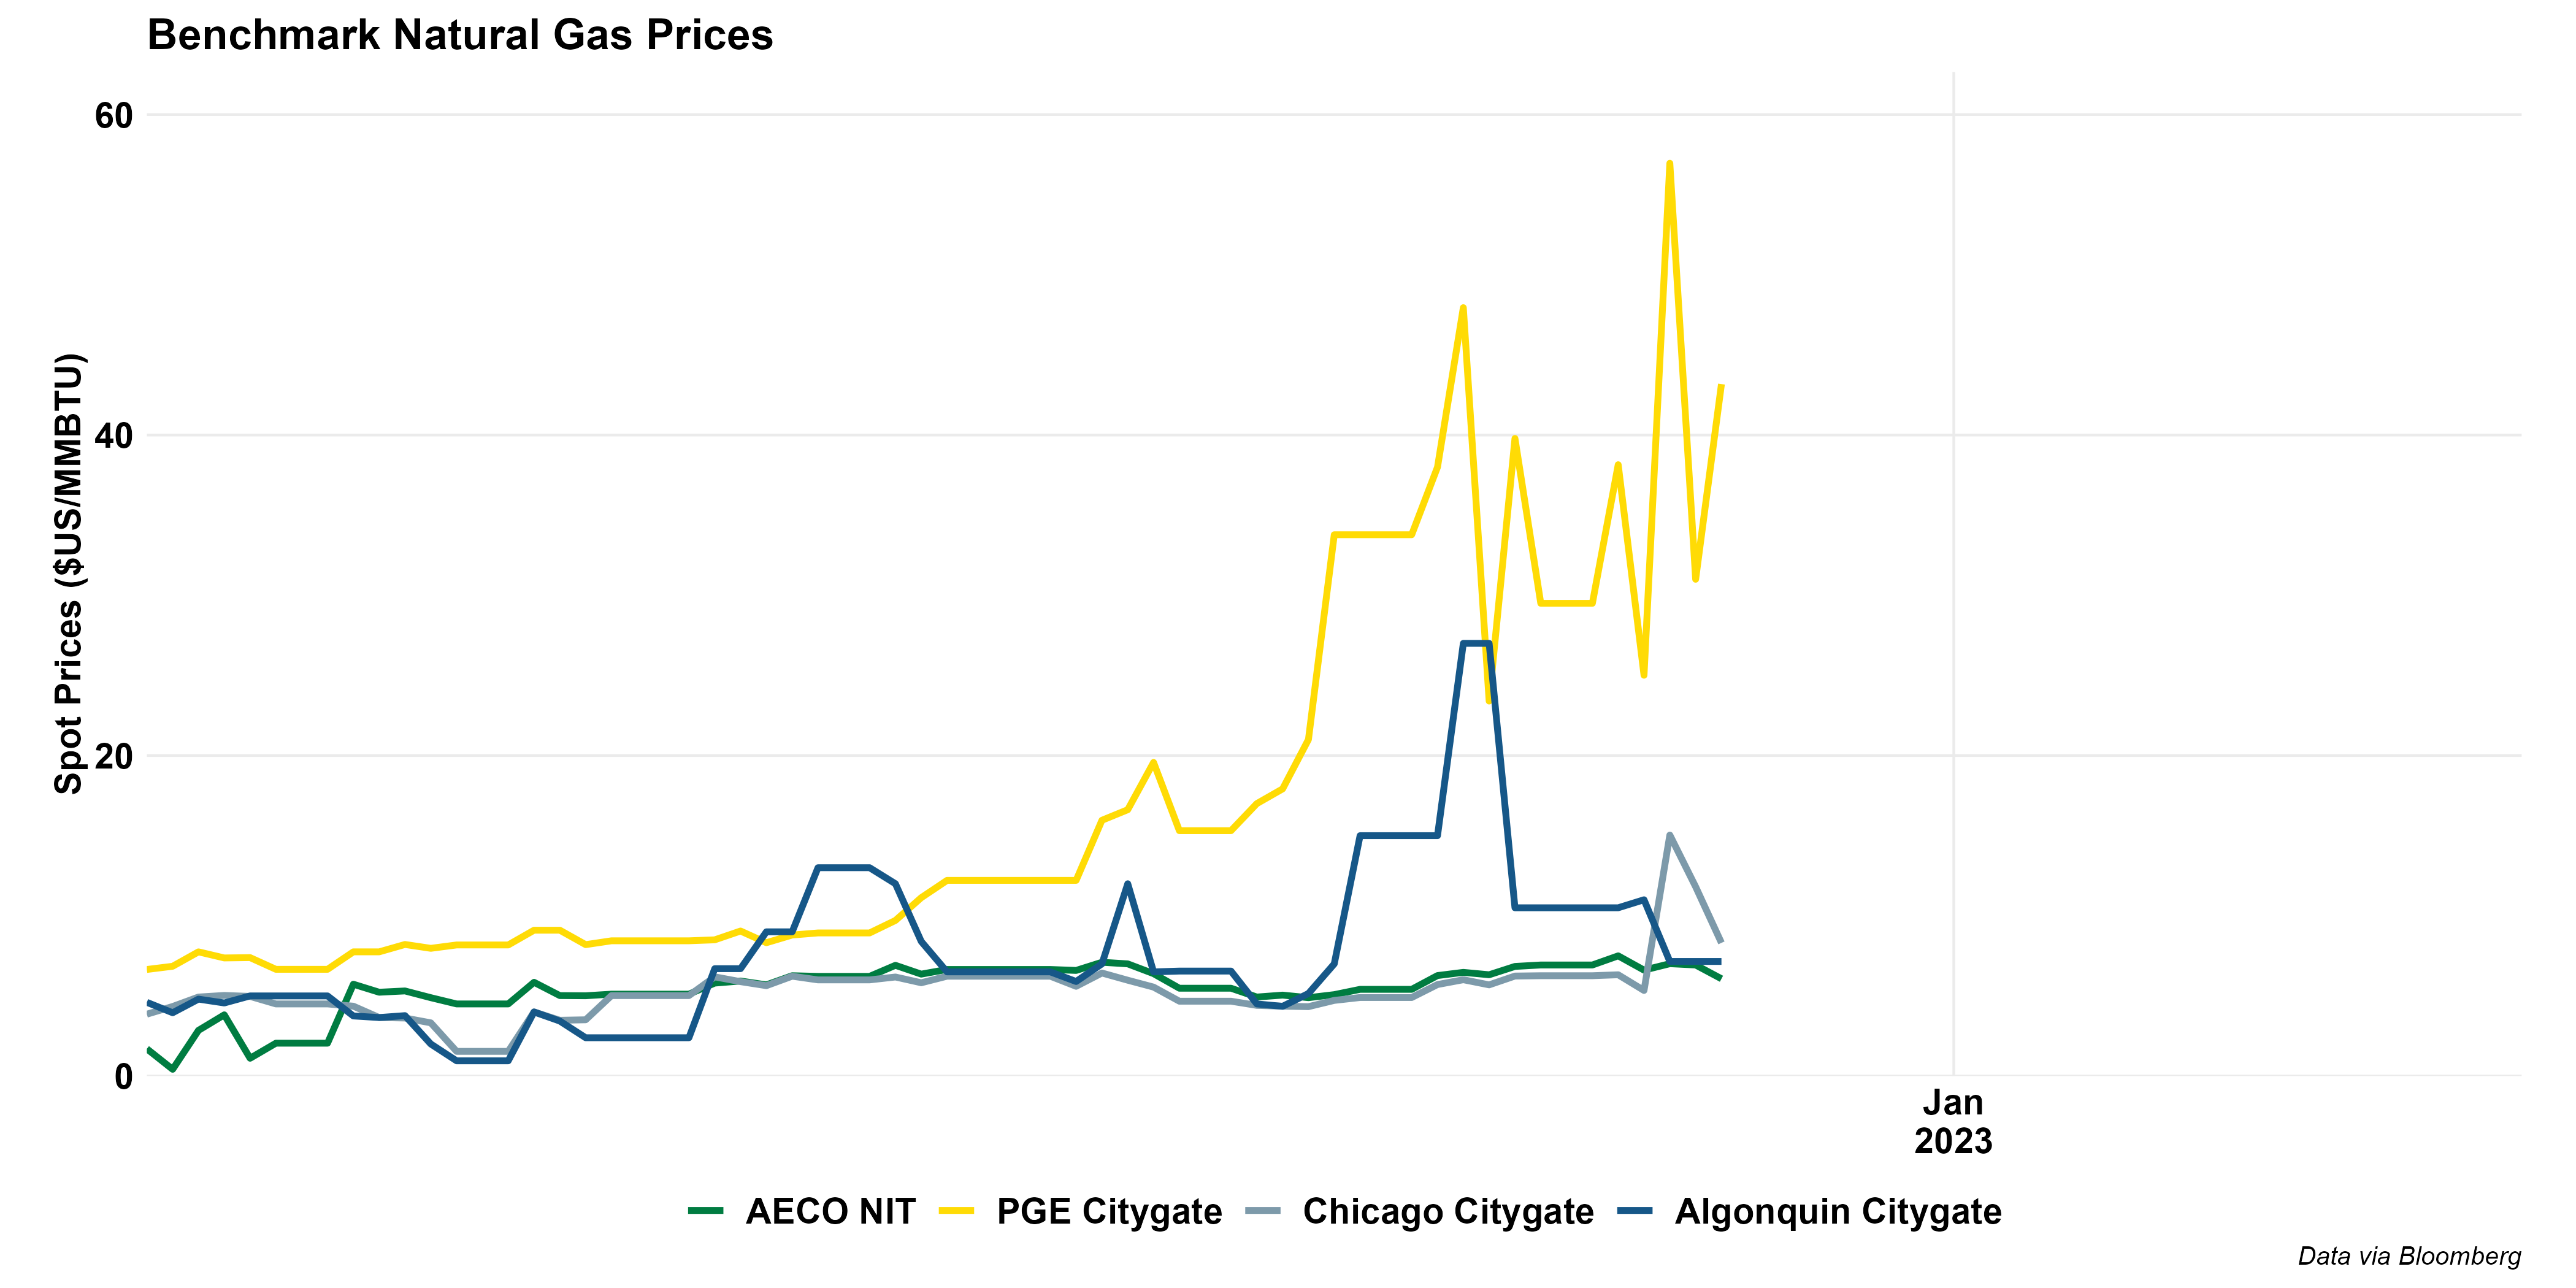 Benchmark Natural Gas Prices
Spot Prices ($US/MMBTU)
60
40
20
0
Jan
2023
AECO NIT PGE Citygate Chicago Citygate Algonquin Citygate
Data via Bloomberg